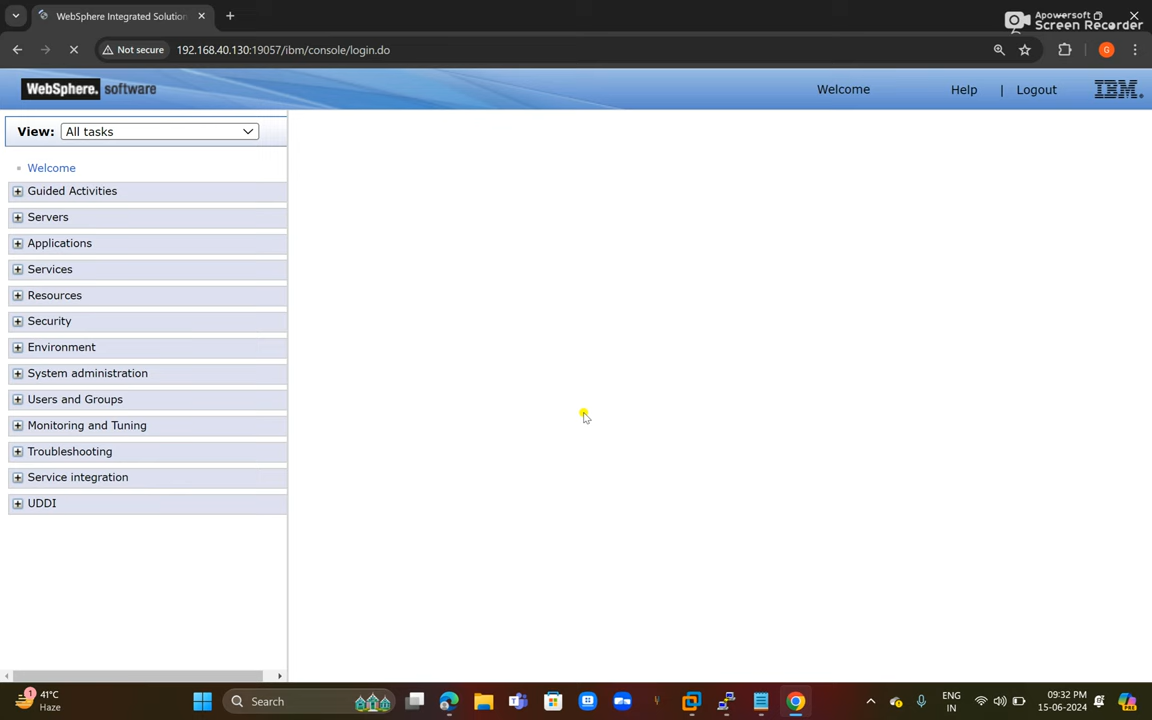 WebSphere Integrated Solution
Apowersoft
Screen Recorder
Not secure
192.168.40.130:19057/ibm/console/login.do
G
WebSphere. software
Welcome
Help | Logout
IBM
View: All tasks
Welcome
Guided Activities
Servers
Applications
Services
Resources
Security
Environment
System administration
Users and Groups
Monitoring and Tuning
Troubleshooting
Service integration
UDDI
1
41°C
Haze
Search
ENG
IN
09:32 PM
15-06-2024
PRE